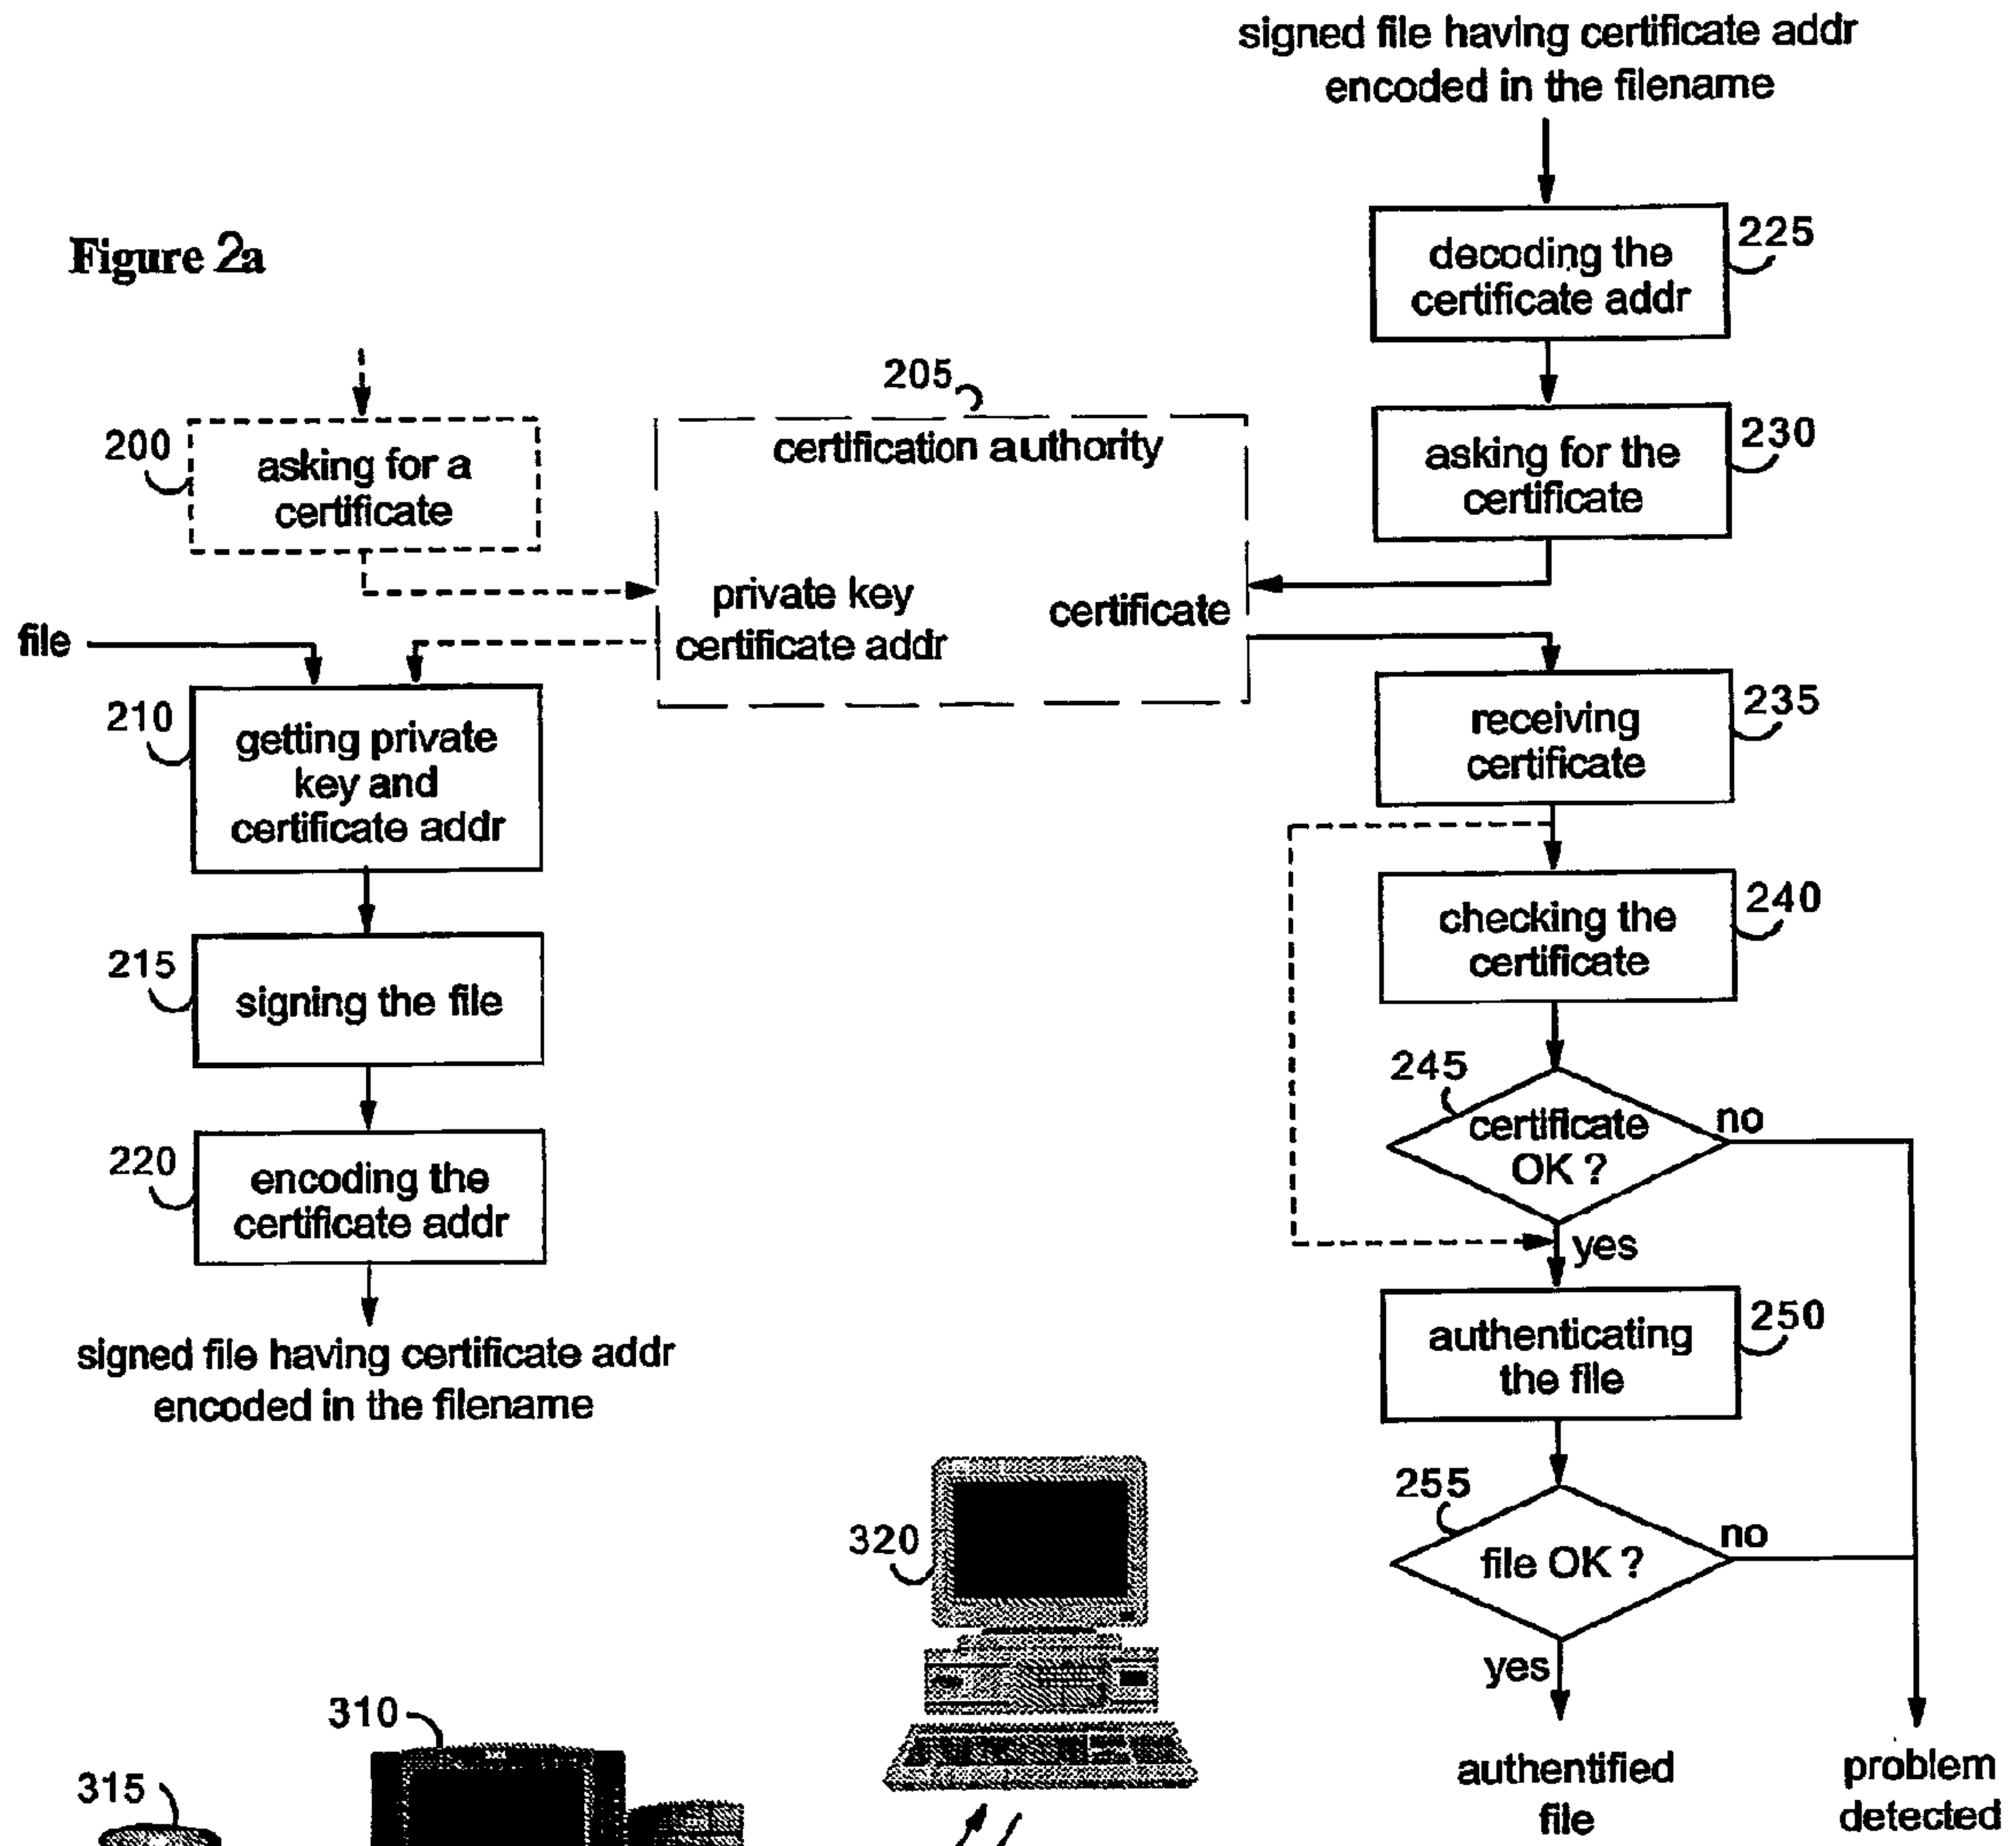 Figure 2a
200
asking for a
certificate
205
certification authority
private key
certificate addr
certificate
file
210
getting private
key and
certificate addr
215
signing the file
220
encoding the
certificate addr
signed file having certificate addr
encoded in the filename
signed file having certificate addr
encoded in the filename
225
decoding the
certificate addr
230
asking for the
certificate
235
receiving
certificate
240
checking the
certificate
245
certificate
OK ?
no
yes
250
authenticating
the file
255
file OK ?
no
yes
authentified
file
problem
detected
320
310
315